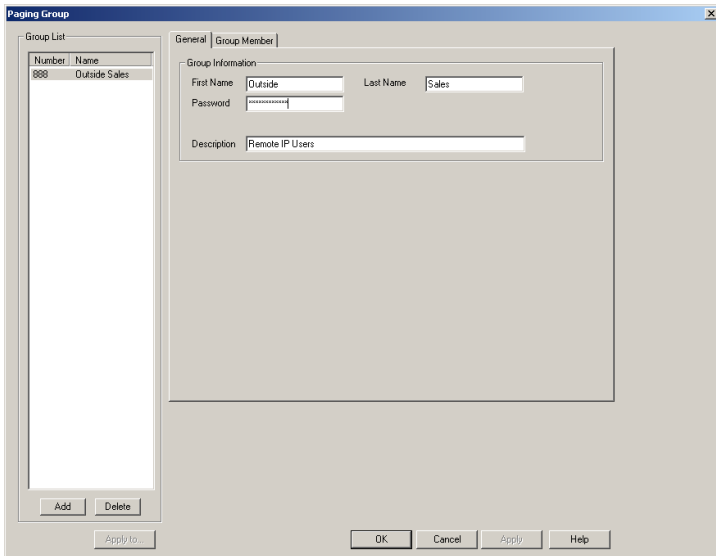 Paging Group
Group List
Number Name
888 Outside Sales
Add Delete
Apply to...
General Group Member
Group Information
First Name Outside Last Name Sales
Password ×××××××××××××
Description Remote IP Users
OK Cancel Apply Help